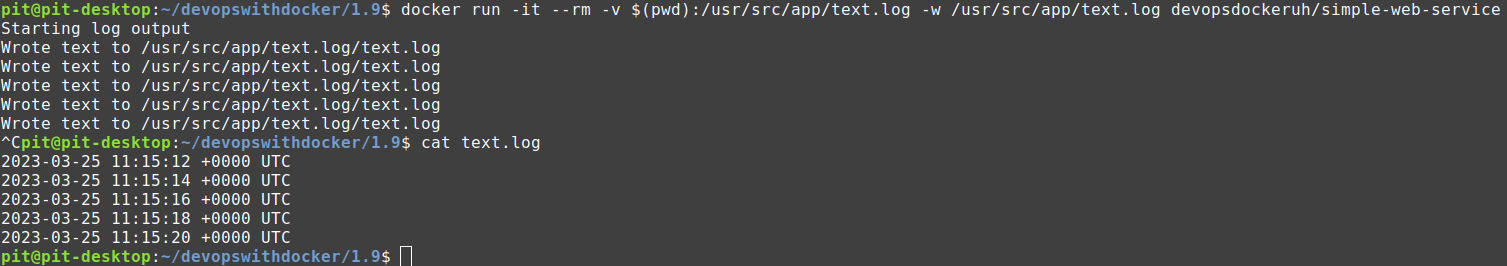 pit@pit-desktop:~/devopswithdocker/1.9$ docker run -it --rm -v $(pwd):/usr/src/app/text.log -w /usr/src/app/text.log devopsdockeruh/simple-web-service
Starting log output
Wrote text to /usr/src/app/text.log/text.log
Wrote text to /usr/src/app/text.log/text.log
Wrote text to /usr/src/app/text.log/text.log
Wrote text to /usr/src/app/text.log/text.log
Wrote text to /usr/src/app/text.log/text.log
^Cpit@pit-desktop:~/devopswithdocker/1.9$ cat text.log
2023-03-25 11:15:12 +0000 UTC
2023-03-25 11:15:14 +0000 UTC
2023-03-25 11:15:16 +0000 UTC
2023-03-25 11:15:18 +0000 UTC
2023-03-25 11:15:20 +0000 UTC
pit@pit-desktop:~/devopswithdocker/1.9$